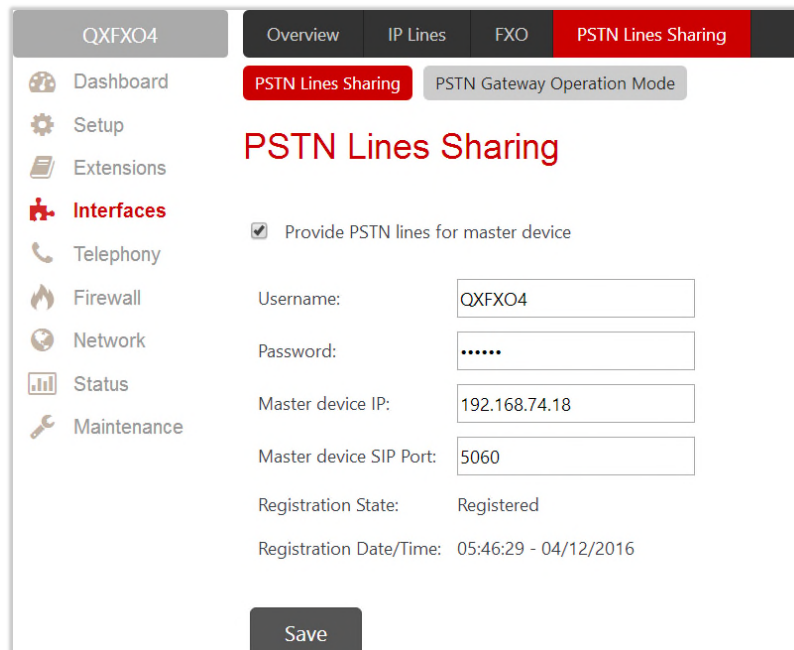 QXFXO4
Overview IP Lines FXO PSTN Lines Sharing
Dashboard
Setup
Extensions
Interfaces
Telephony
Firewall
Network
Status
Maintenance
PSTN Lines Sharing PSTN Gateway Operation Mode
PSTN Lines Sharing
Provide PSTN lines for master device
Username: QXFXO4
Password: ••••••
Master device IP: 192.168.74.18
Master device SIP Port: 5060
Registration State: Registered
Registration Date/Time: 05:46:29 - 04/12/2016
Save